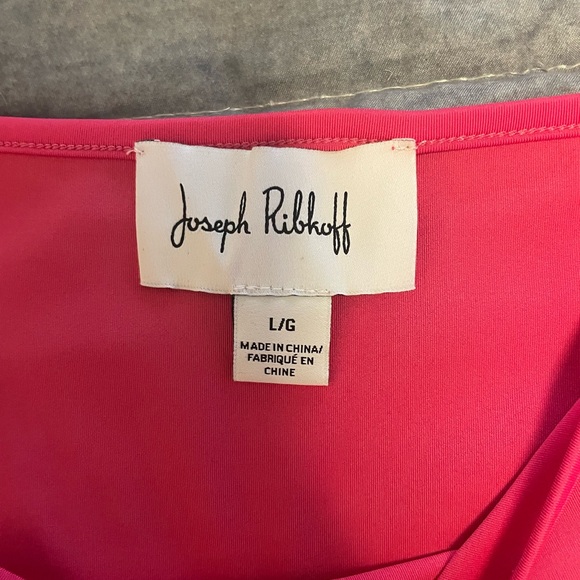 Joseph Ribkoff
L/G
MADE IN CHINA/
FABRIQUÉ EN
CHINE